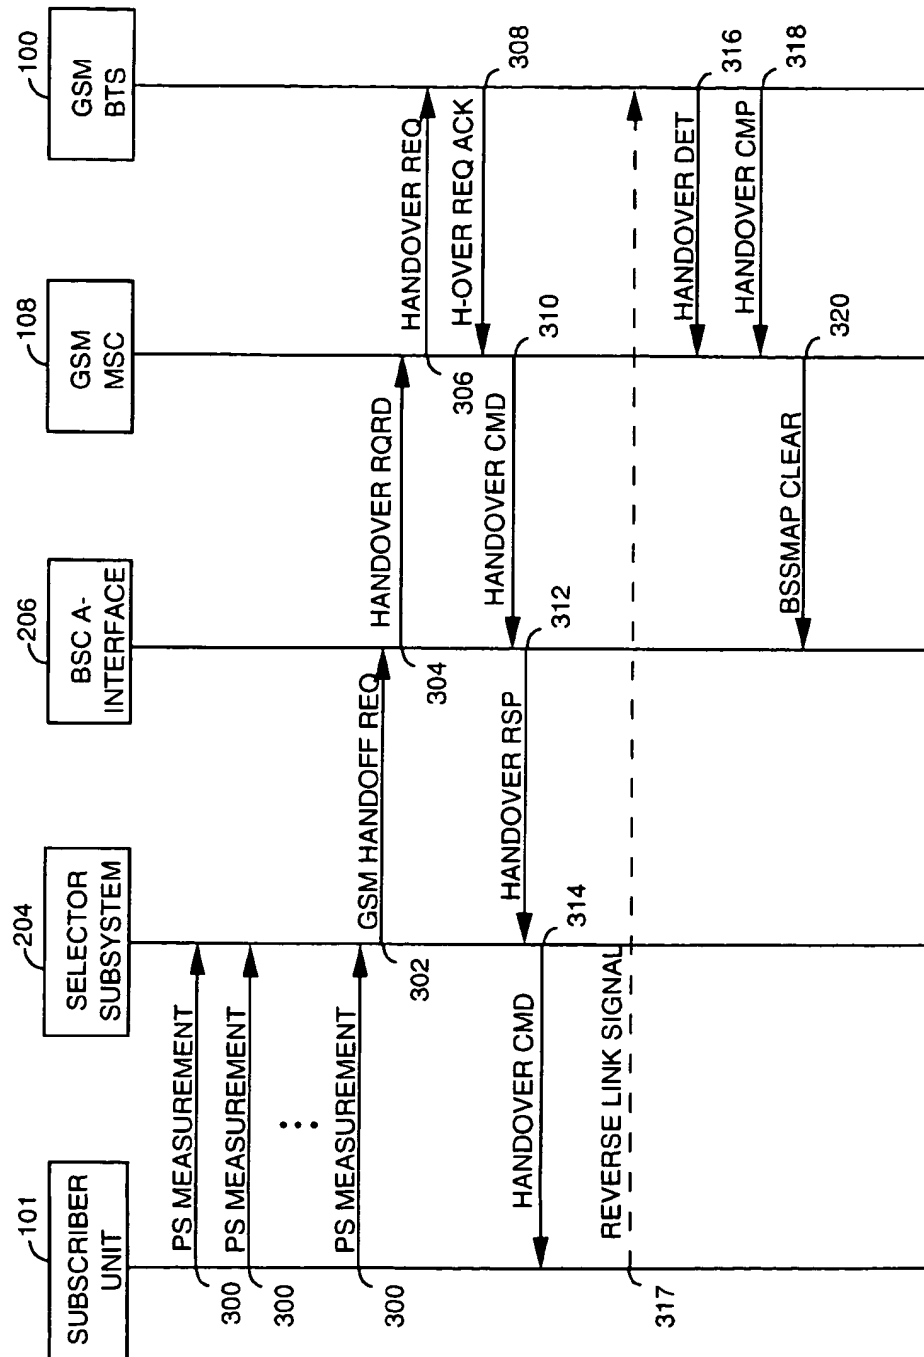 101
SUBSCRIBER
UNIT
204
SELECTOR
SUBSYSTEM
206
BSC A-
INTERFACE
108
GSM
MSC
100
GSM
BTS
PS MEASUREMENT
300
PS MEASUREMENT
300
PS MEASUREMENT
300
GSM HANDOFF REQ
302
HANDOVER RQRD
304
HANDOVER REQ
306
H-OVER REQ ACK
308
HANDOVER CMD
310
HANDOVER RSP
312
HANDOVER CMD
314
REVERSE LINK SIGNAL
317
HANDOVER DET
316
HANDOVER CMP
318
BSSMAP CLEAR
320